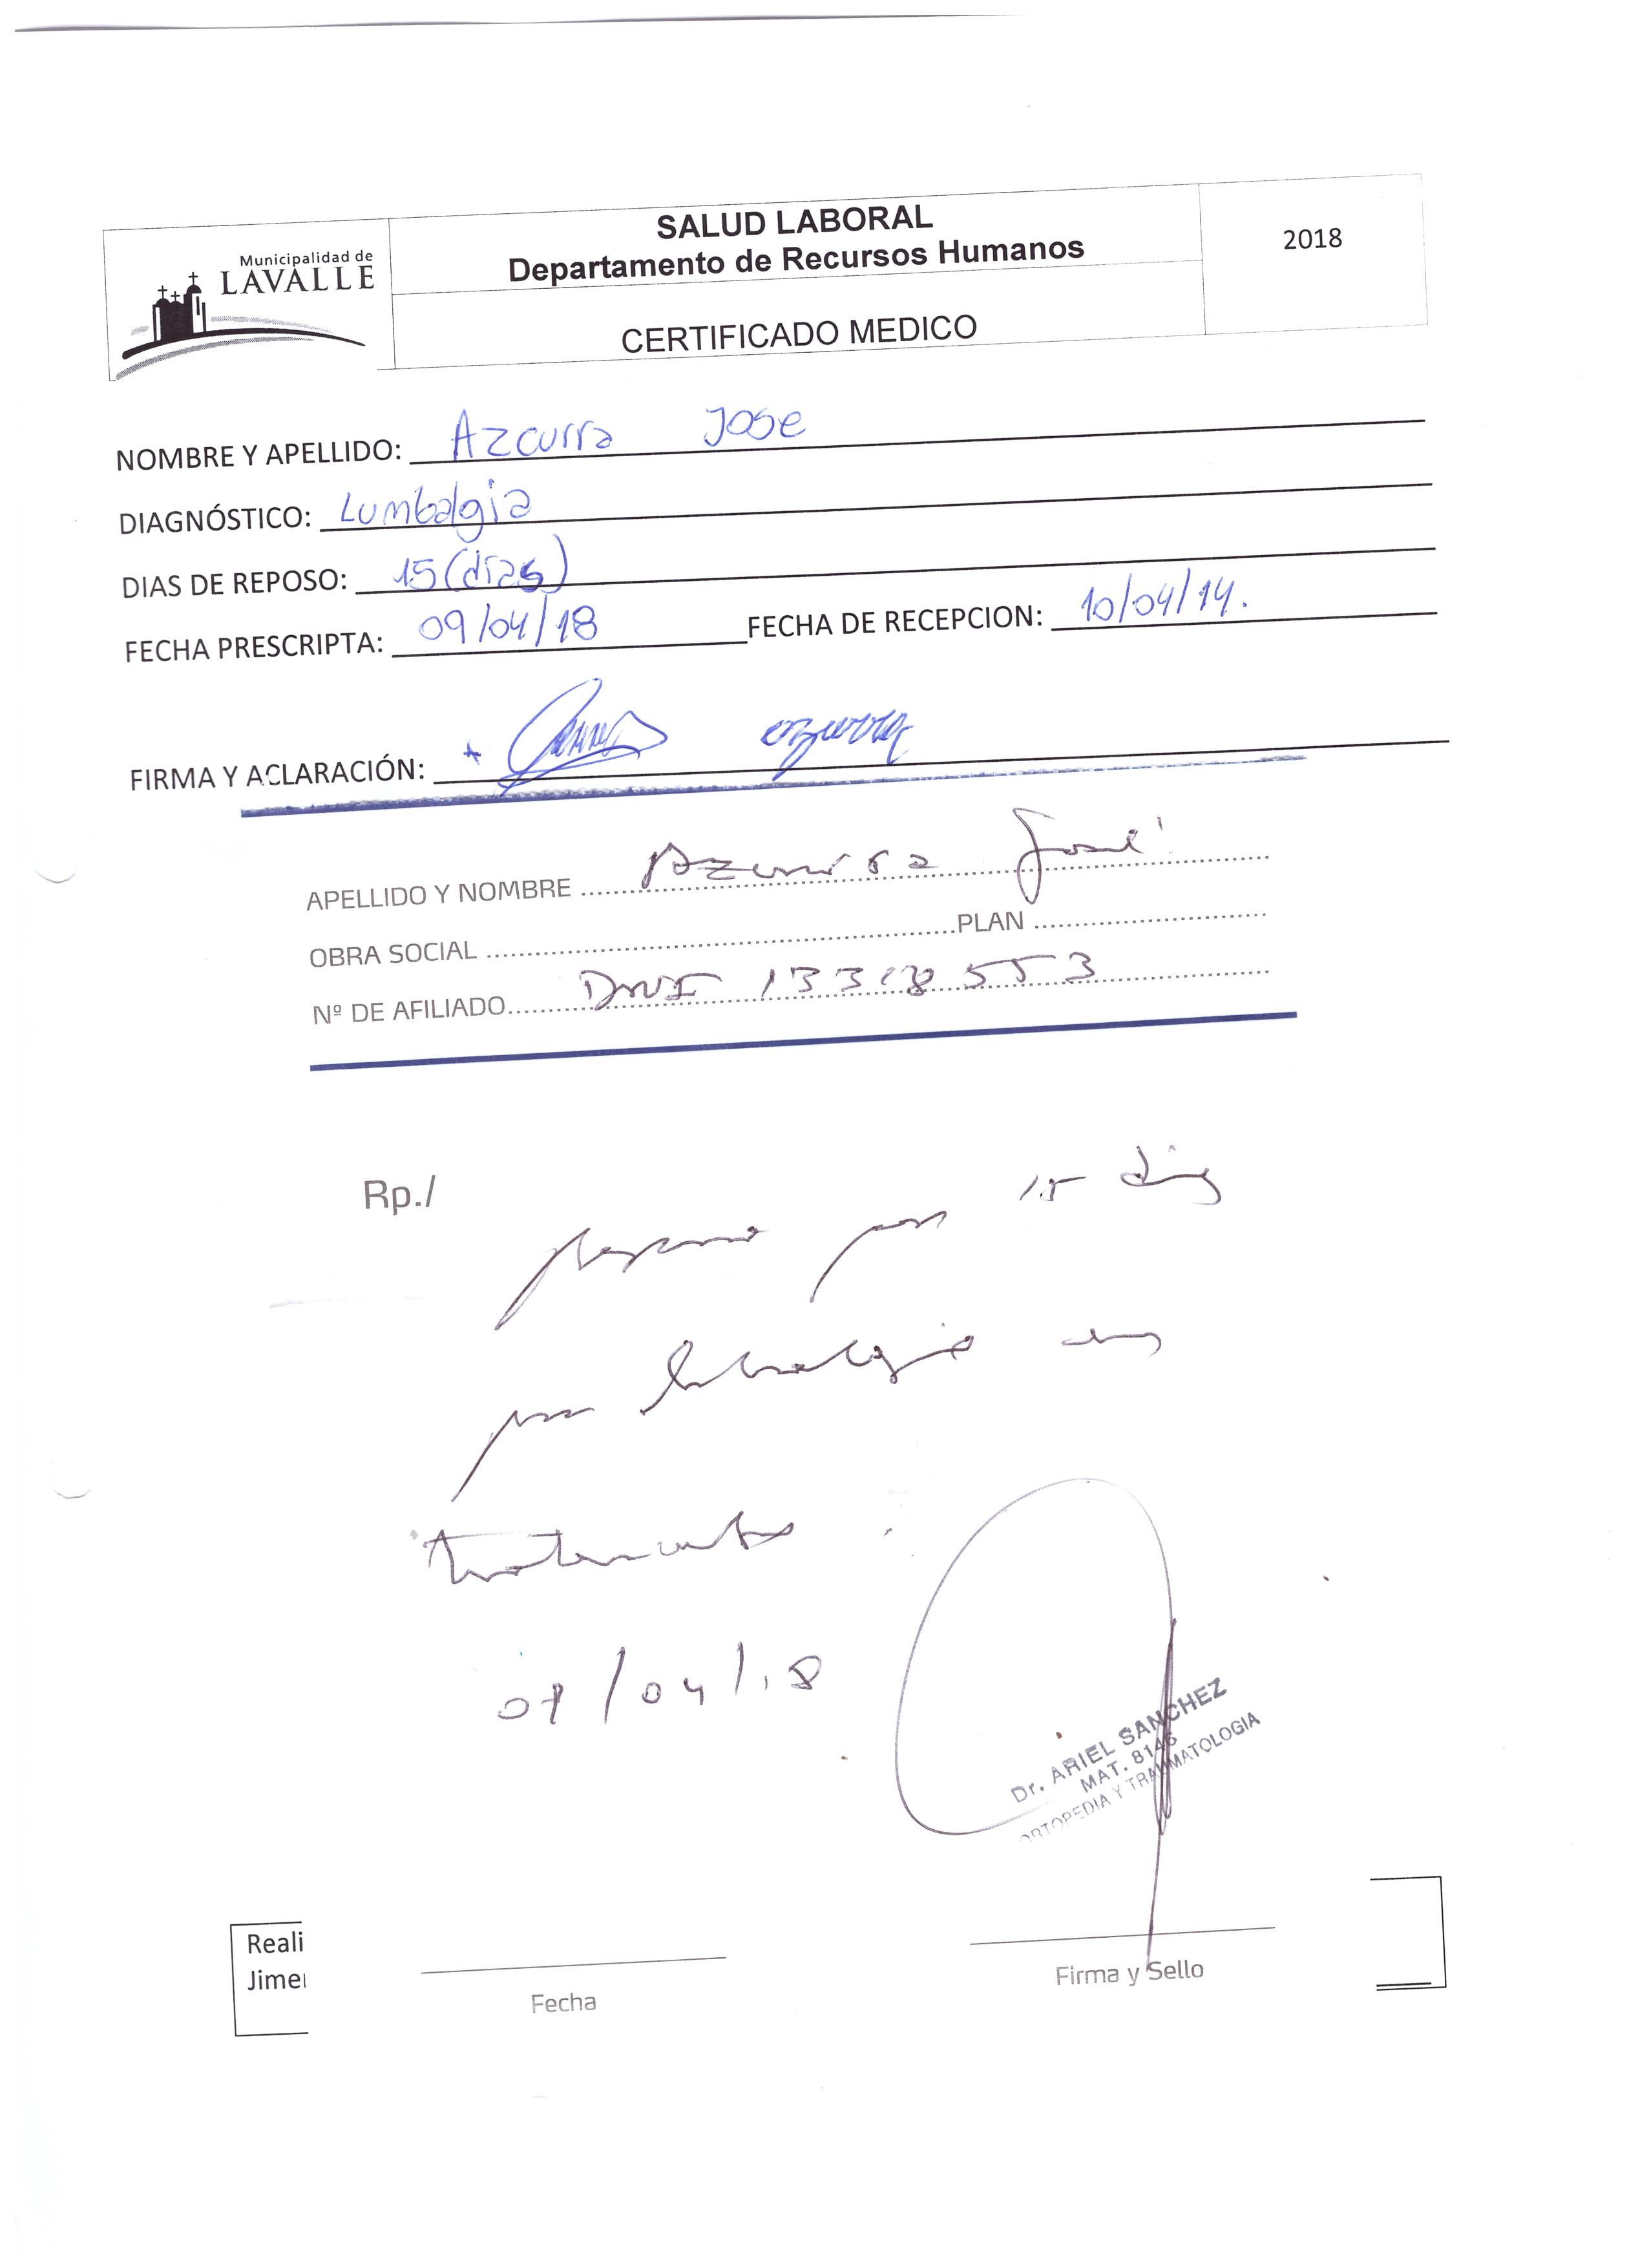 Municipalidad de
LAVALLE
SALUD LABORAL
Departamento de Recursos Humanos
CERTIFICADO MEDICO
2018
NOMBRE Y APELLIDO: Azcurra Jose
DIAGNÓSTICO: Lumbalgia
DIAS DE REPOSO: 15 (dias)
FECHA PRESCRIPTA: 09/04/18 FECHA DE RECEPCION: 10/04/14.
FIRMA Y ACLARACIÓN: azcurra
APELLIDO Y NOMBRE Azcurra José
OBRA SOCIAL PLAN
Nº DE AFILIADO DNI 13318553
Rp./
Reposo por 15 dias
por lumbalgia en
tratamiento.
09/04/18
Dr. ARIEL SANCHEZ
MAT. 8146
ORTOPEDIA Y TRAUMATOLOGIA
Reali
Jime
Fecha
Firma y Sello